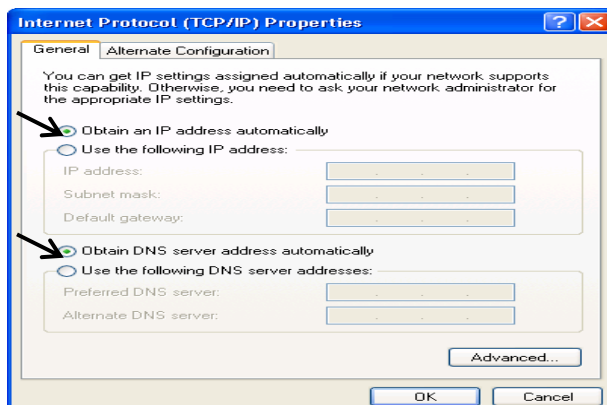 Internet Protocol (TCP/IP) Properties
General
Alternate Configuration
You can get IP settings assigned automatically if your network supports
this capability. Otherwise, you need to ask your network administrator for
the appropriate IP settings.
Obtain an IP address automatically
Use the following IP address:
IP address:
Subnet mask:
Default gateway:
Obtain DNS server address automatically
Use the following DNS server addresses:
Preferred DNS server:
Alternate DNS server:
Advanced...
OK
Cancel